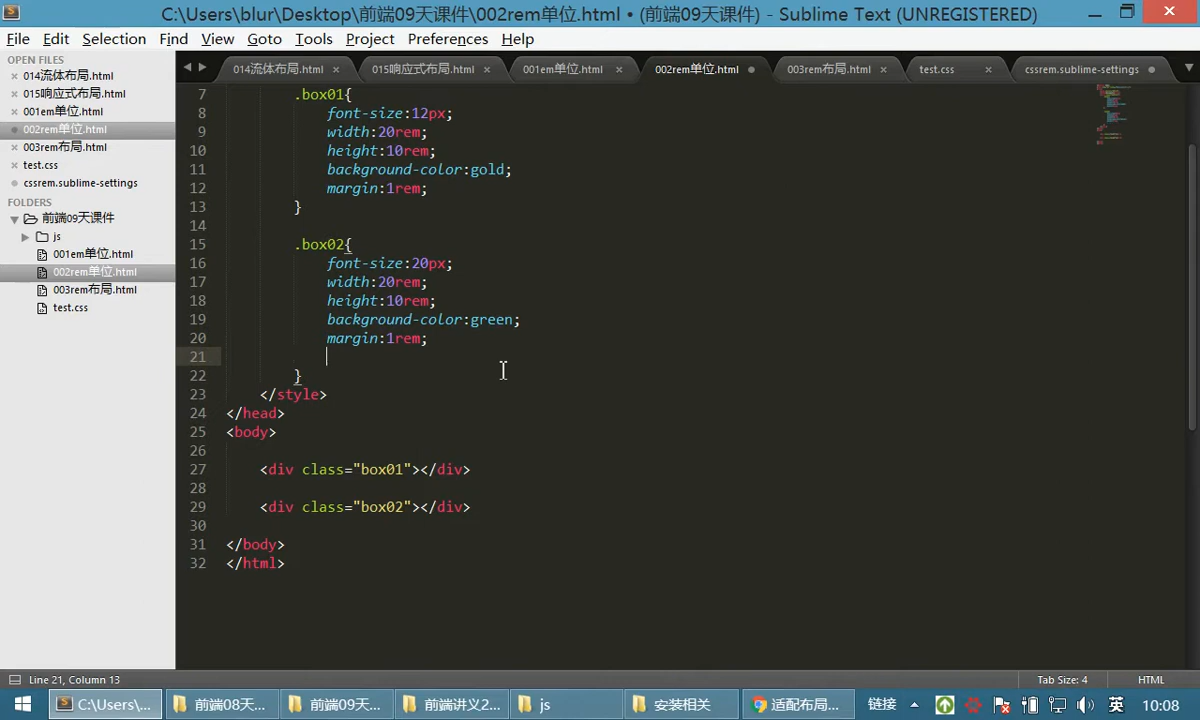 C:\Users\blur\Desktop\前端09天课件\002rem单位.html • (前端09天课件) - Sublime Text (UNREGISTERED)
File Edit Selection Find View Goto Tools Project Preferences Help
OPEN FILES
014流体布局.html
015响应式布局.html
001em单位.html
002rem单位.html
003rem布局.html
test.css
cssrem.sublime-settings
FOLDERS
前端09天课件
js
001em单位.html
002rem单位.html
003rem布局.html
test.css
014流体布局.html 015响应式布局.html 001em单位.html 002rem单位.html 003rem布局.html test.css cssrem.sublime-settings
7 .box01{
8 font-size:12px;
9 width:20rem;
10 height:10rem;
11 background-color:gold;
12 margin:1rem;
13 }
14
15 .box02{
16 font-size:20px;
17 width:20rem;
18 height:10rem;
19 background-color:green;
20 margin:1rem;
21
22 }
23 </style>
24 </head>
25 <body>
26
27 <div class="box01"></div>
28
29 <div class="box02"></div>
30
31 </body>
32 </html>
Line 21, Column 13 Tab Size: 4 HTML
C:\Users\... 前端08天... 前端09天... 前端讲义2... js 安装相关 适配布局... 链接 英 10:08